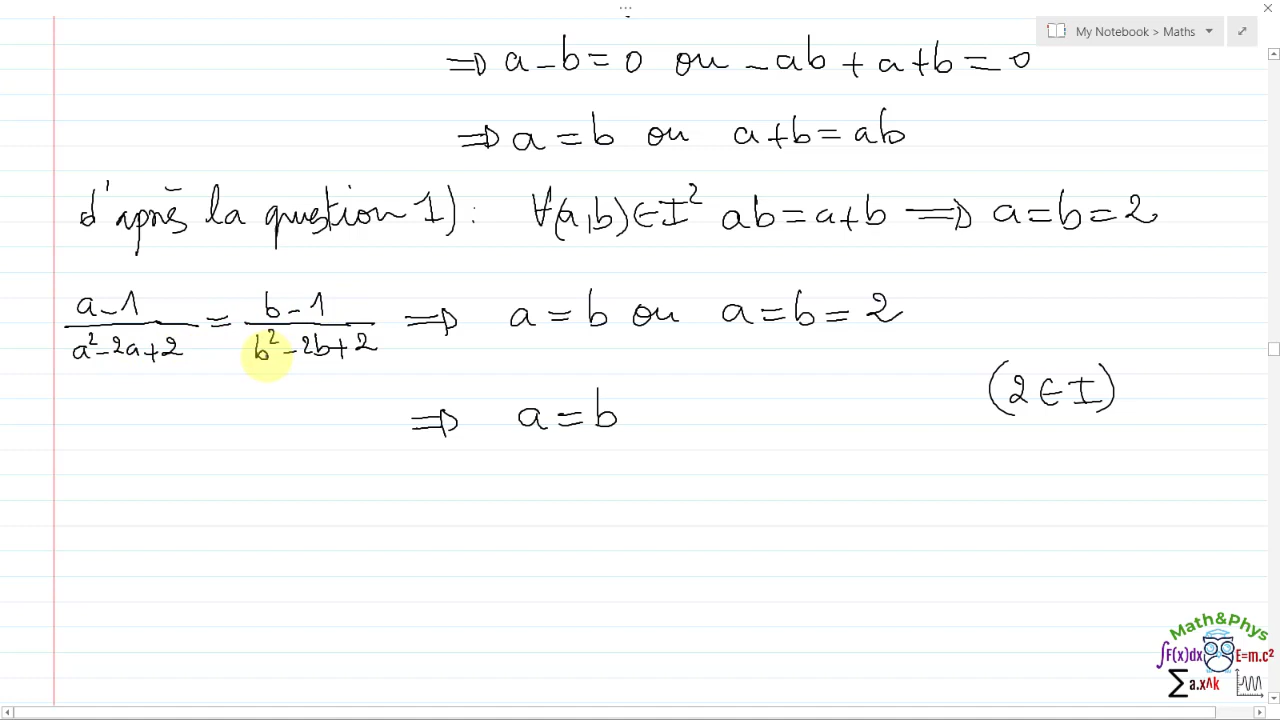 My Notebook > Maths
⟹ a-b=0 ou -ab+a+b=0
⟹ a=b ou a+b=ab
d'après la question 1): ∀(a,b)∈I² ab=a+b ⟹ a=b=2
(a-1)/(a²-2a+2) = (b-1)/(b²-2b+2) ⟹ a=b ou a=b=2
(2∈I)
⟹ a=b
Math&Phys
∫F(x)dx E=m.c²
∑a.x^k